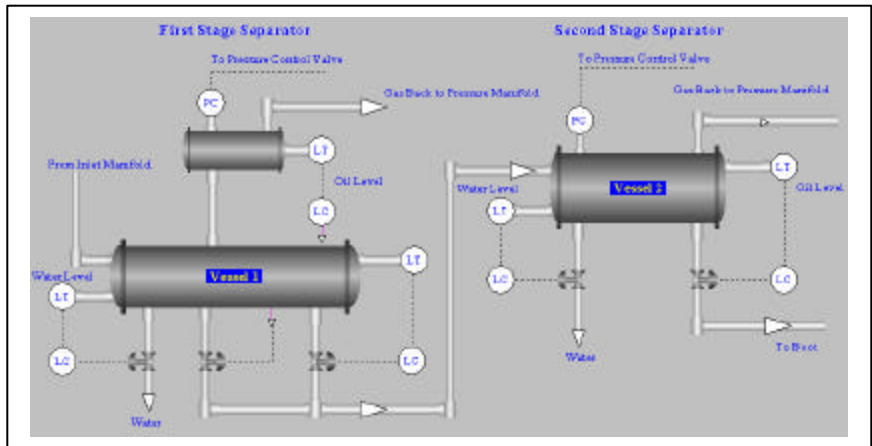 First Stage Separator
To Pressure Control Valve
PC
Gas Back to Pressure Manifold
LT
From Inlet Manifold
Oil Level
LC
Water Level
Vessel 1
LT
LT
LC
LC
Water
Second Stage Separator
To Pressure Control Valve
PC
Gas Back to Pressure Manifold
Water Level
Vessel 2
LT
Oil Level
LT
LC
LC
Water
To Boot